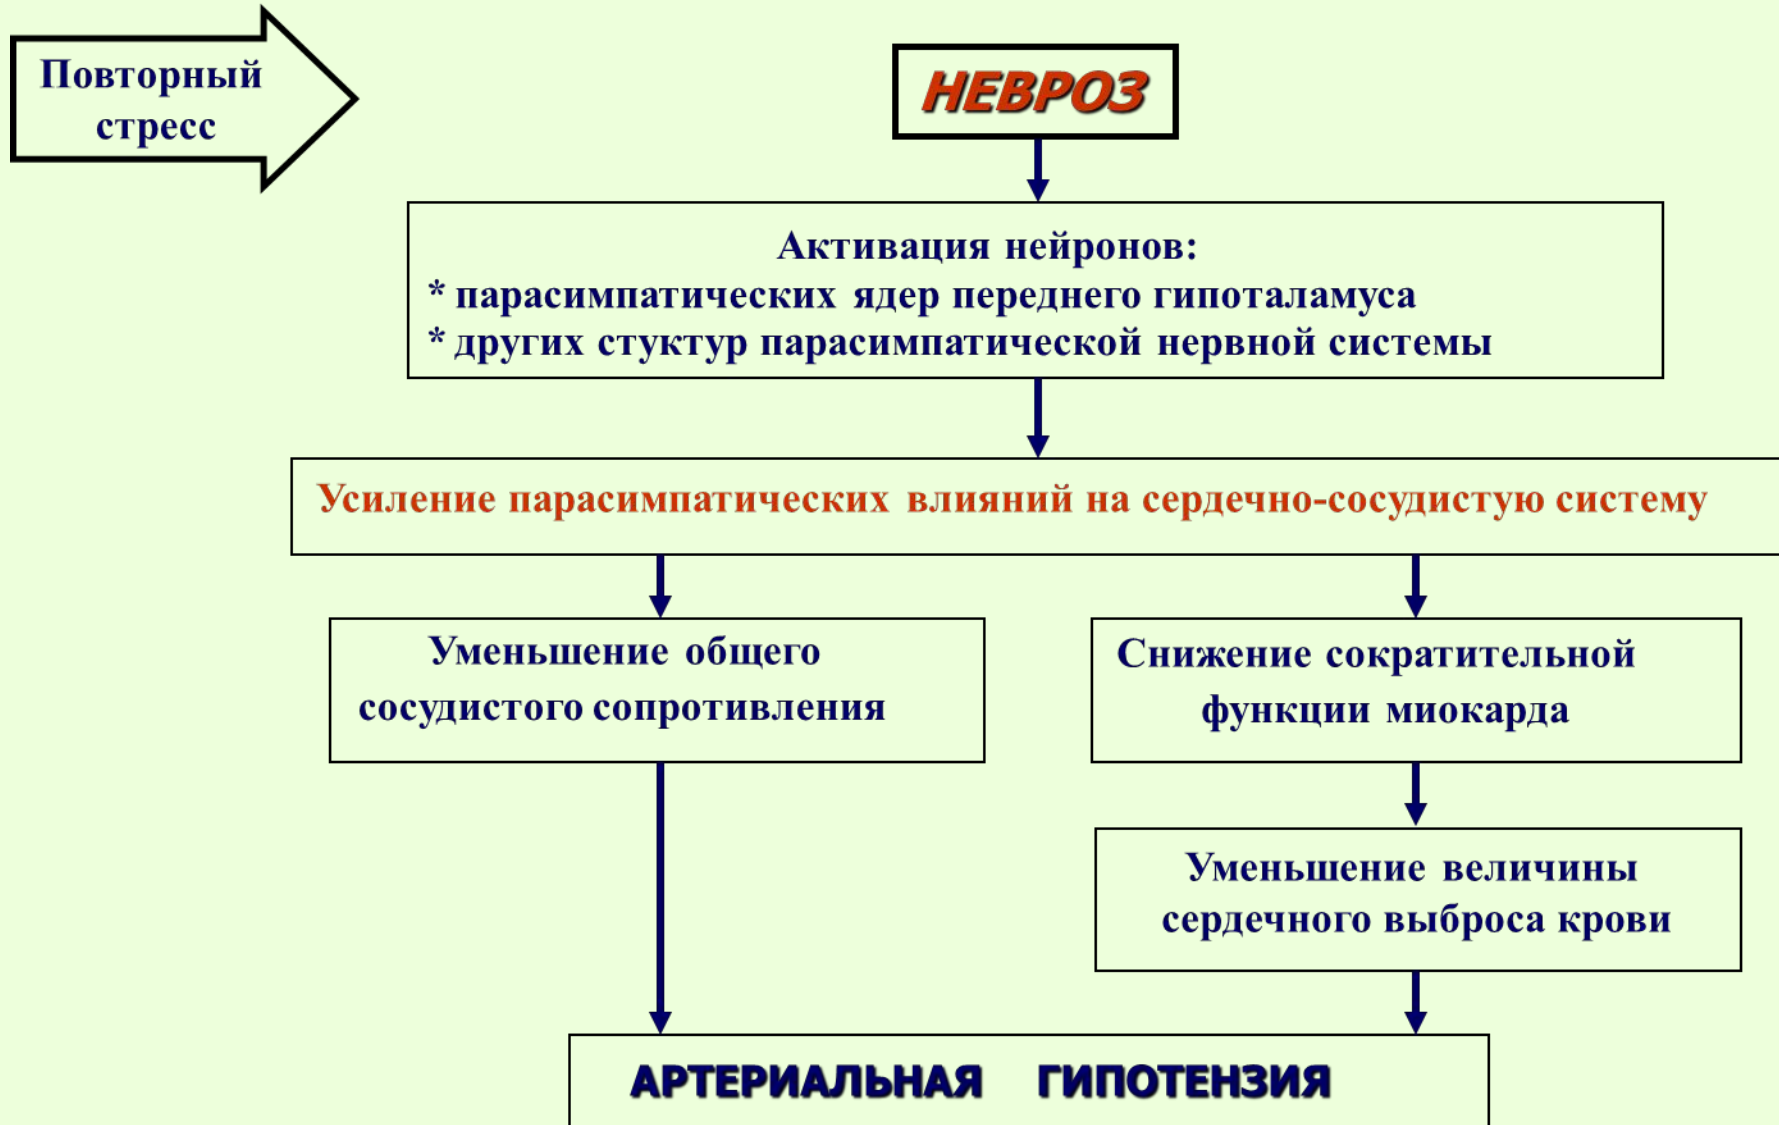 Повторный
стресс
НЕВРОЗ
Активация нейронов:
* парасимпатических ядер переднего гипоталамуса
* других стуктур парасимпатической нервной системы
Усиление парасимпатических влияний на сердечно-сосудистую систему
Уменьшение общего
сосудистого сопротивления
Снижение сократительной
функции миокарда
Уменьшение величины
сердечного выброса крови
АРТЕРИАЛЬНАЯ ГИПОТЕНЗИЯ